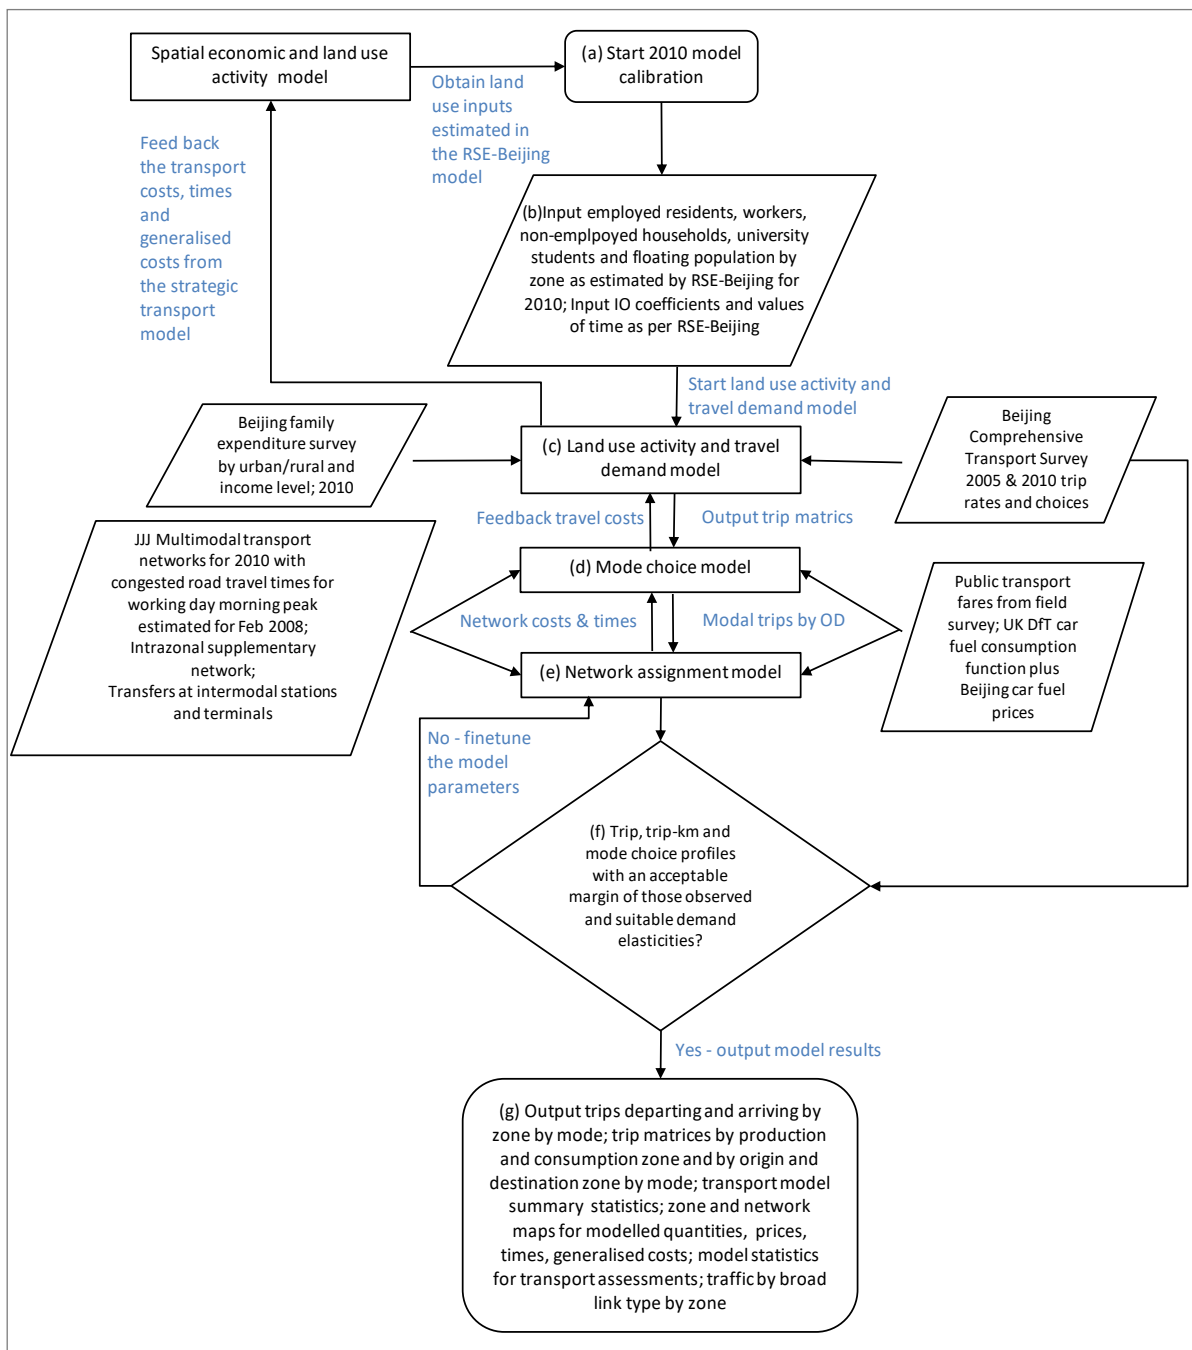 Spatial economic and land use
activity model
(a) Start 2010 model
calibration
Obtain land
use inputs
estimated in
the RSE-Beijing
model
Feed back
the transport
costs, times
and
generalised
costs from
the strategic
transport
model
(b)Input employed residents, workers,
non-emplpoyed households, university
students and floating population by
zone as estimated by RSE-Beijing for
2010; Input IO coefficients and values
of time as per RSE-Beijing
Start land use activity and
travel demand model
Beijing family
expenditure survey
by urban/rural and
income level; 2010
(c) Land use activity and travel
demand model
Beijing
Comprehensive
Transport Survey
2005 & 2010 trip
rates and choices
Feedback travel costs
Output trip matrics
JJJ Multimodal transport
networks for 2010 with
congested road travel times for
working day morning peak
estimated for Feb 2008;
Intrazonal supplementary
network;
Transfers at intermodal stations
and terminals
(d) Mode choice model
Network costs & times
Modal trips by OD
Public transport
fares from field
survey; UK DfT car
fuel consumption
function plus
Beijing car fuel
prices
(e) Network assignment model
No - finetune
the model
parameters
(f) Trip, trip-km and
mode choice profiles
with an acceptable
margin of those observed
and suitable demand
elasticities?
Yes - output model results
(g) Output trips departing and arriving by
zone by mode; trip matrices by production
and consumption zone and by origin and
destination zone by mode; transport model
summary statistics; zone and network
maps for modelled quantities, prices,
times, generalised costs; model statistics
for transport assessments; traffic by broad
link type by zone